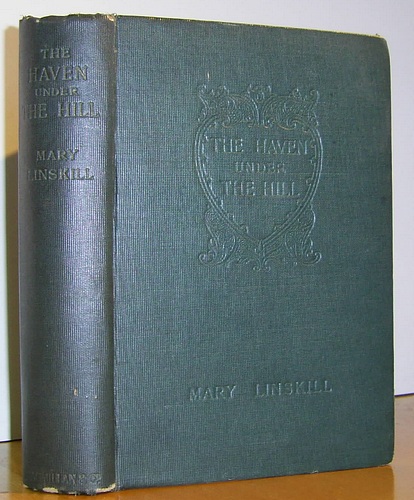 THE
HAVEN
UNDER
THE HILL
MARY
LINSKILL
THE HAVEN
UNDER
THE HILL
MARY LINSKILL